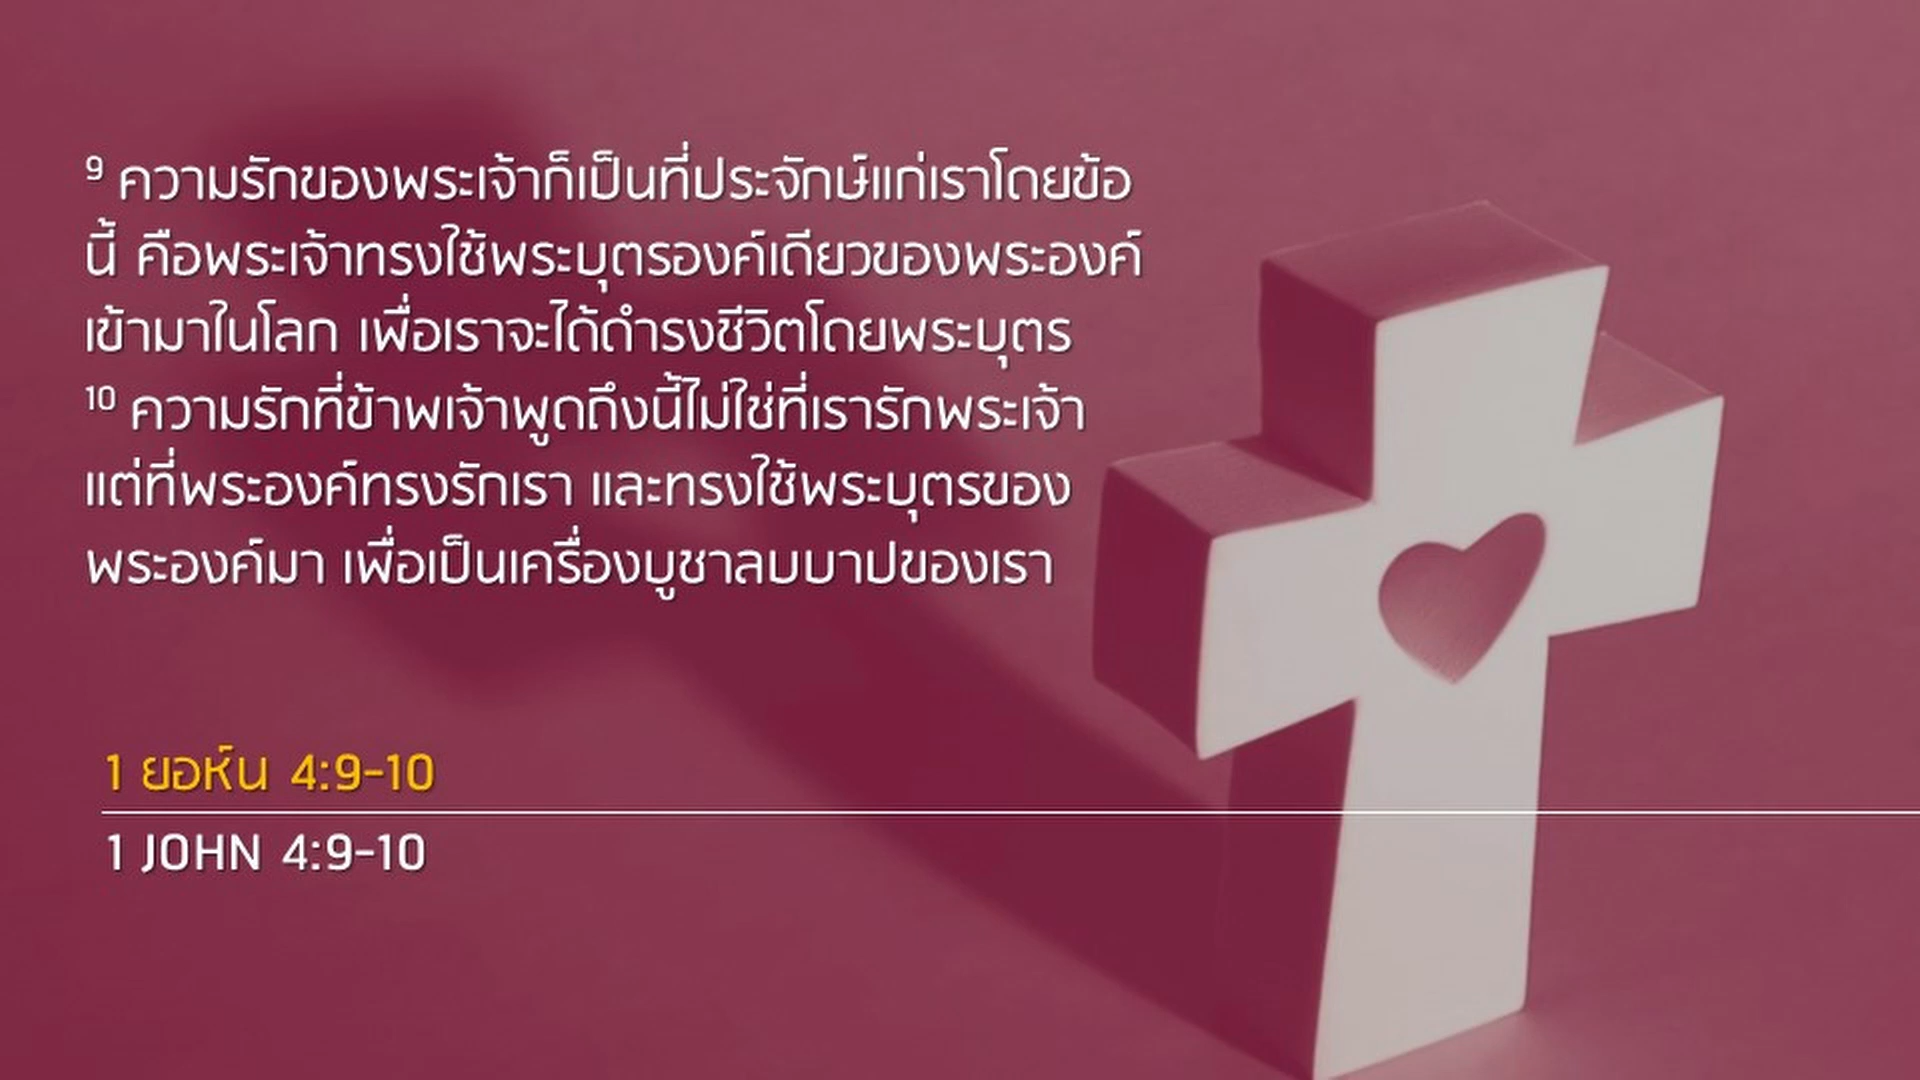 ⁹ ความรักของพระเจ้าก็เป็นที่ประจักษ์แก่เราโดยข้อ
นี้ คือพระเจ้าทรงใช้พระบุตรองค์เดียวของพระองค์
เข้ามาในโลก เพื่อเราจะได้ดำรงชีวิตโดยพระบุตร
¹⁰ ความรักที่ข้าพเจ้าพูดถึงนี้ไม่ใช่ที่เรารักพระเจ้า
แต่ที่พระองค์ทรงรักเรา และทรงใช้พระบุตรของ
พระองค์มา เพื่อเป็นเครื่องบูชาลบบาปของเรา
1 ยอห์น 4:9-10
1 JOHN 4:9-10